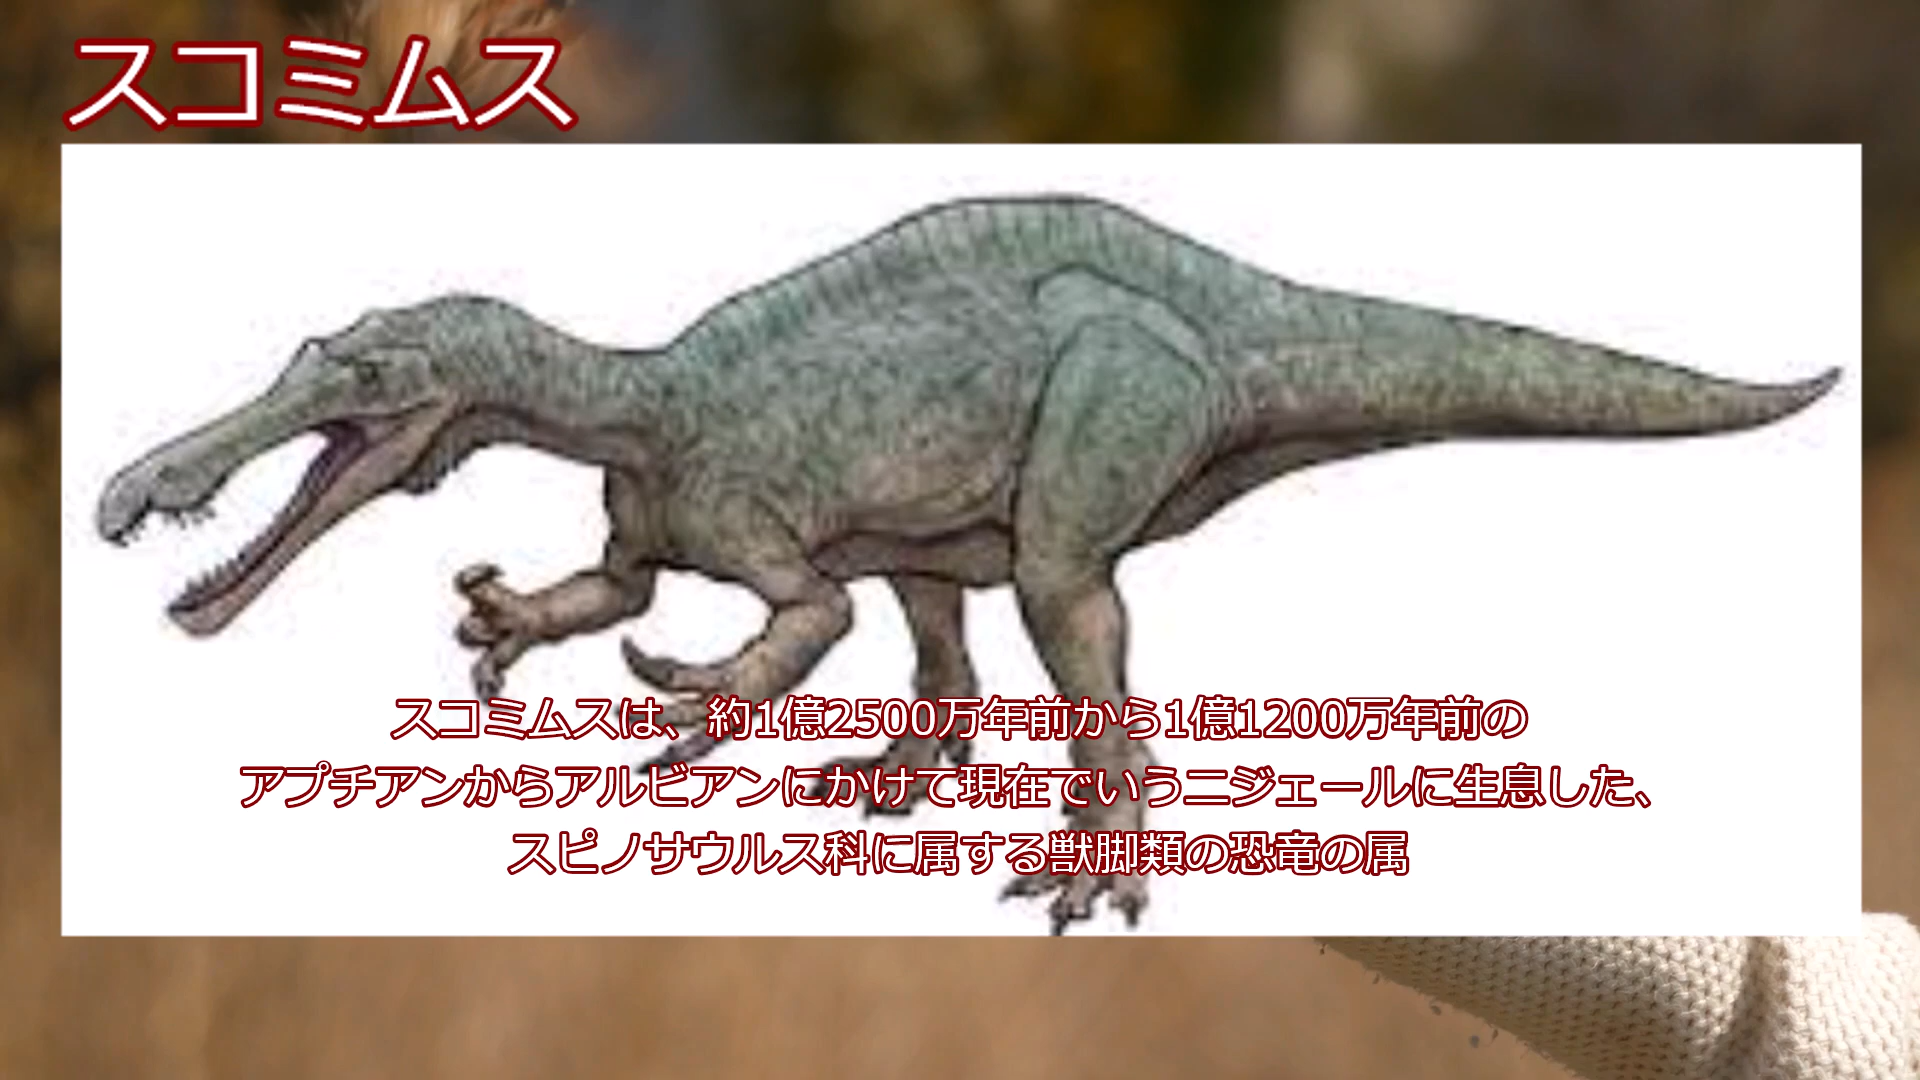 スコミムス
スコミムスは、約1億2500万年前から1億1200万年前の
アプチアンからアルビアンにかけて現在でいうニジェールに生息した、
スピノサウルス科に属する獣脚類の恐竜の属